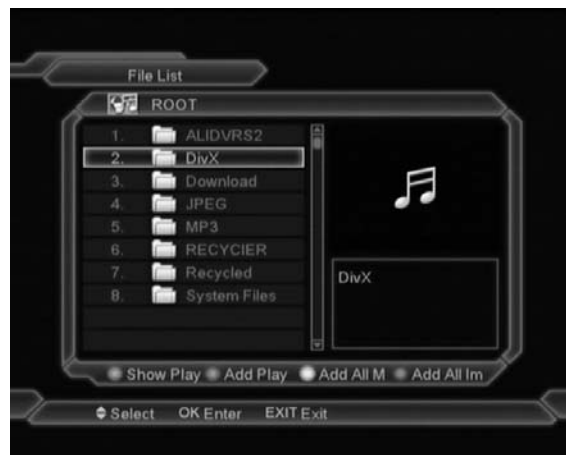 File List
ROOT
1. ALIDVRS2
2. DivX
3. Download
4. JPEG
5. MP3
6. RECYCIER
7. Recycled
8. System Files
DivX
Show Play Add Play Add All M Add All Im
Select OK Enter EXIT Exit